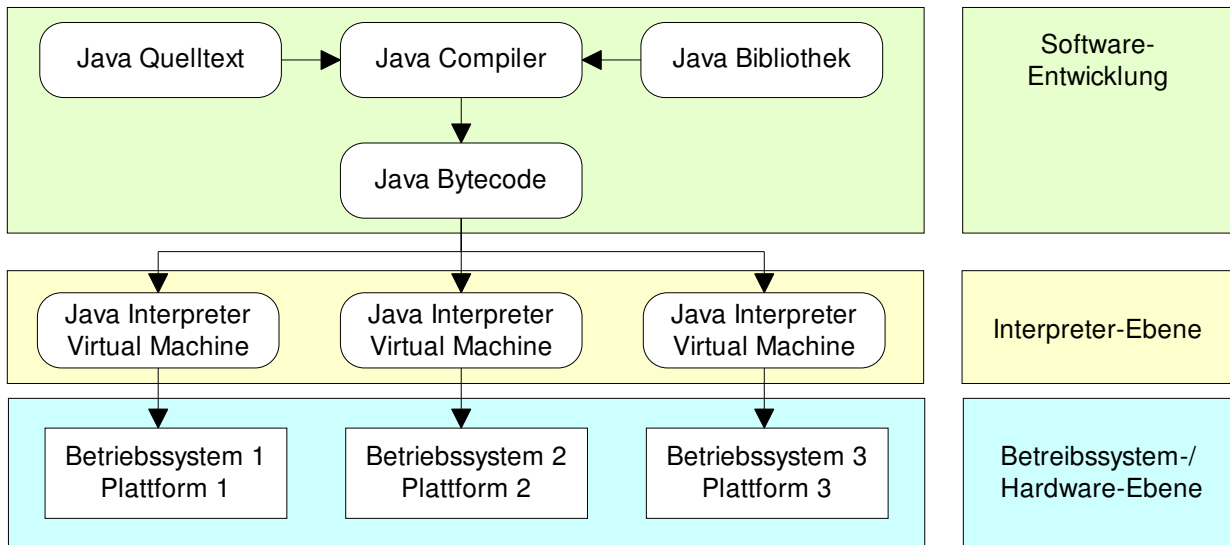 Java Quelltext
Java Compiler
Java Bibliothek
Software-
Entwicklung
Java Bytecode
Java Interpreter
Virtual Machine
Java Interpreter
Virtual Machine
Java Interpreter
Virtual Machine
Interpreter-Ebene
Betriebssystem 1
Plattform 1
Betriebssystem 2
Plattform 2
Betriebssystem 3
Plattform 3
Betreibssystem-/
Hardware-Ebene